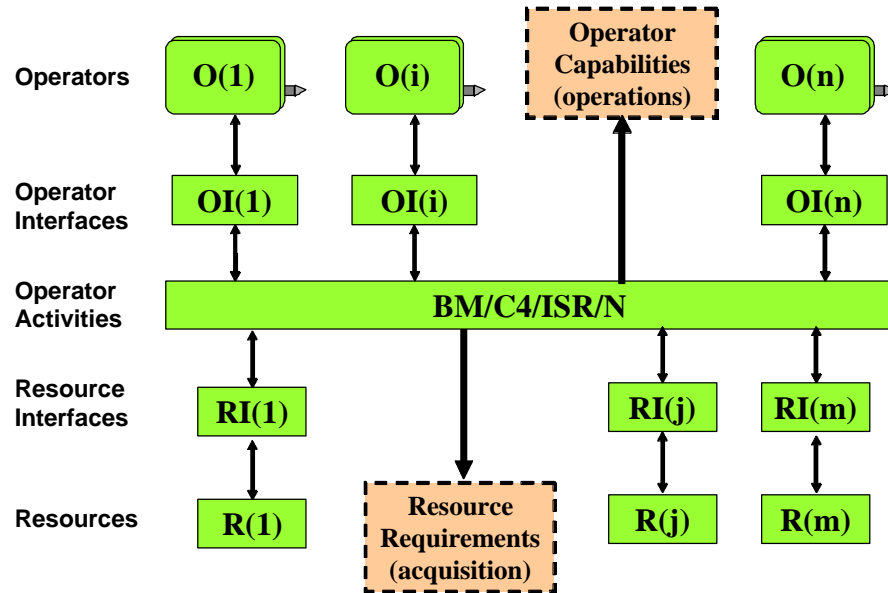 Operators
O(1)
O(i)
Operator
Capabilities
(operations)
O(n)
Operator
Interfaces
OI(1)
OI(i)
OI(n)
Operator
Activities
BM/C4/ISR/N
Resource
Interfaces
RI(1)
RI(j)
RI(m)
Resources
R(1)
Resource
Requirements
(acquisition)
R(j)
R(m)